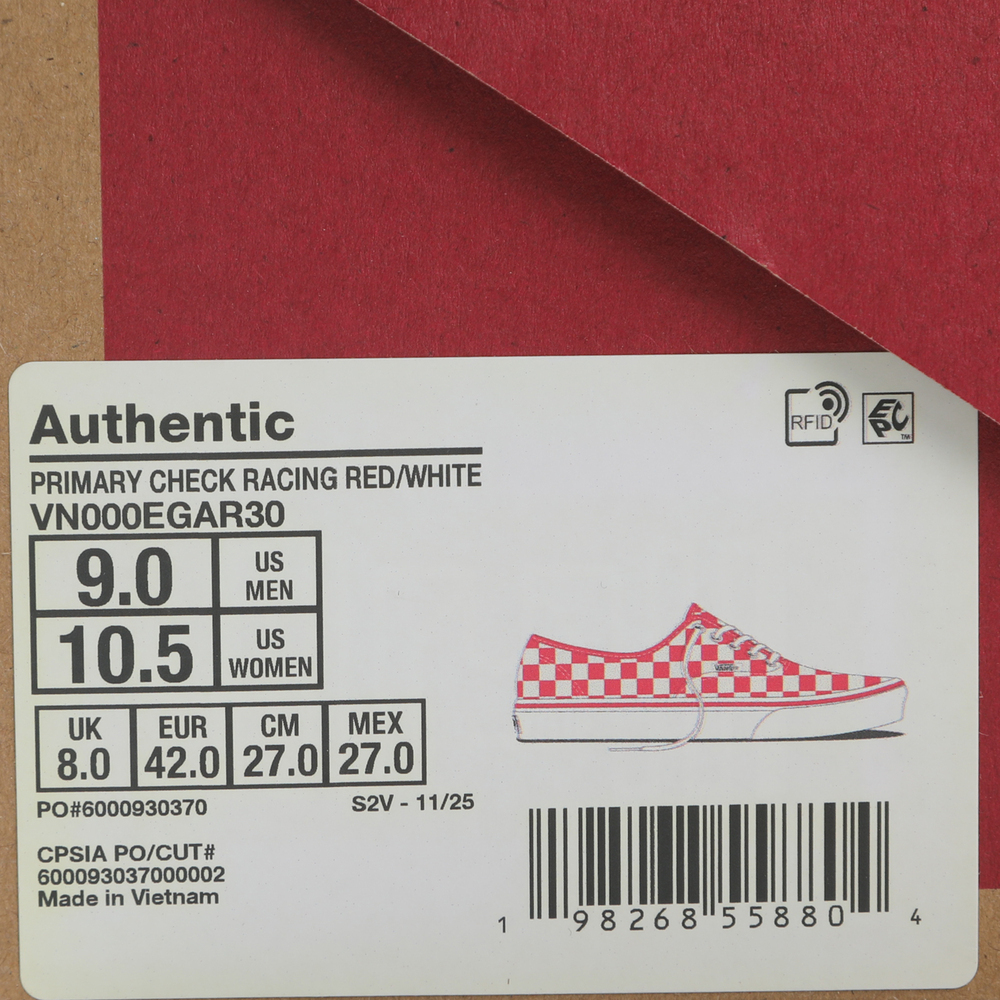 Authentic
RFID
EPC TM
PRIMARY CHECK RACING RED/WHITE
VN000EGAR30
9.0 US MEN
10.5 US WOMEN
UK EUR CM MEX
8.0 42.0 27.0 27.0
PO#6000930370 S2V - 11/25
CPSIA PO/CUT#
600093037000002
Made in Vietnam
1 98268 55880 4